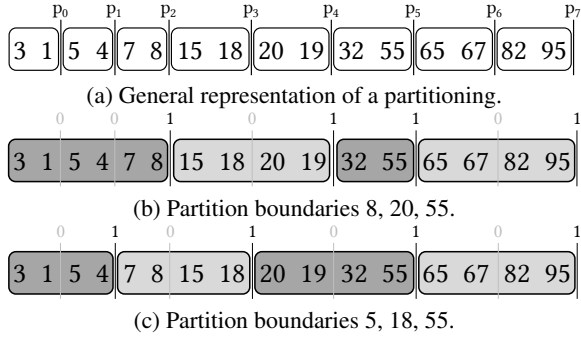 p₀ p₁ p₂ p₃ p₄ p₅ p₆ p₇
3 1 5 4 7 8 15 18 20 19 32 55 65 67 82 95
(a) General representation of a partitioning.
0 0 1 0 1 1 0 1
3 1 5 4 7 8 15 18 20 19 32 55 65 67 82 95
(b) Partition boundaries 8, 20, 55.
0 1 0 1 0 1 0 1
3 1 5 4 7 8 15 18 20 19 32 55 65 67 82 95
(c) Partition boundaries 5, 18, 55.